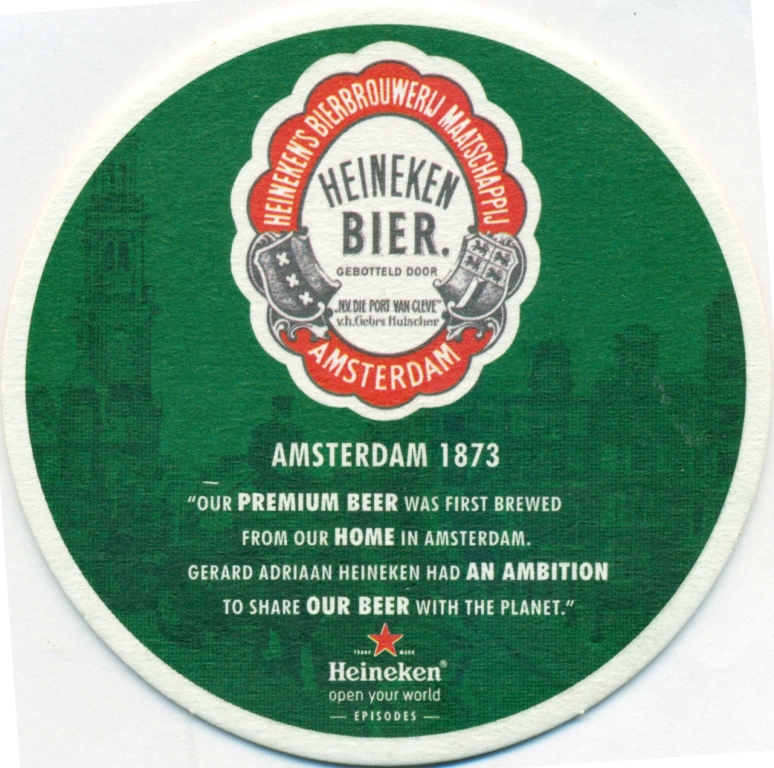 HEINEKEN'S BIERBROUWERIJ MAATSCHAPPIJ
HEINEKEN
BIER.
GEBOTTELD DOOR
„N.V. DIE PORT VAN CLEVE"
v.h. Gebrs Hulscher
AMSTERDAM
AMSTERDAM 1873
"OUR PREMIUM BEER WAS FIRST BREWED
FROM OUR HOME IN AMSTERDAM.
GERARD ADRIAAN HEINEKEN HAD AN AMBITION
TO SHARE OUR BEER WITH THE PLANET."
TRADE MARK
Heineken®
open your world
— EPISODES —